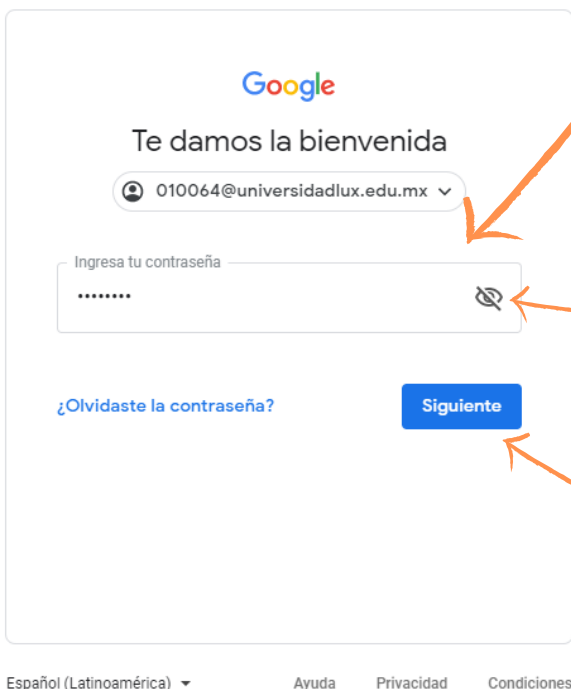 Google
Te damos la bienvenida
010064@universidadlux.edu.mx
Ingresa tu contraseña
••••••••
¿Olvidaste la contraseña?
Siguiente
Español (Latinoamérica)
Ayuda
Privacidad
Condiciones